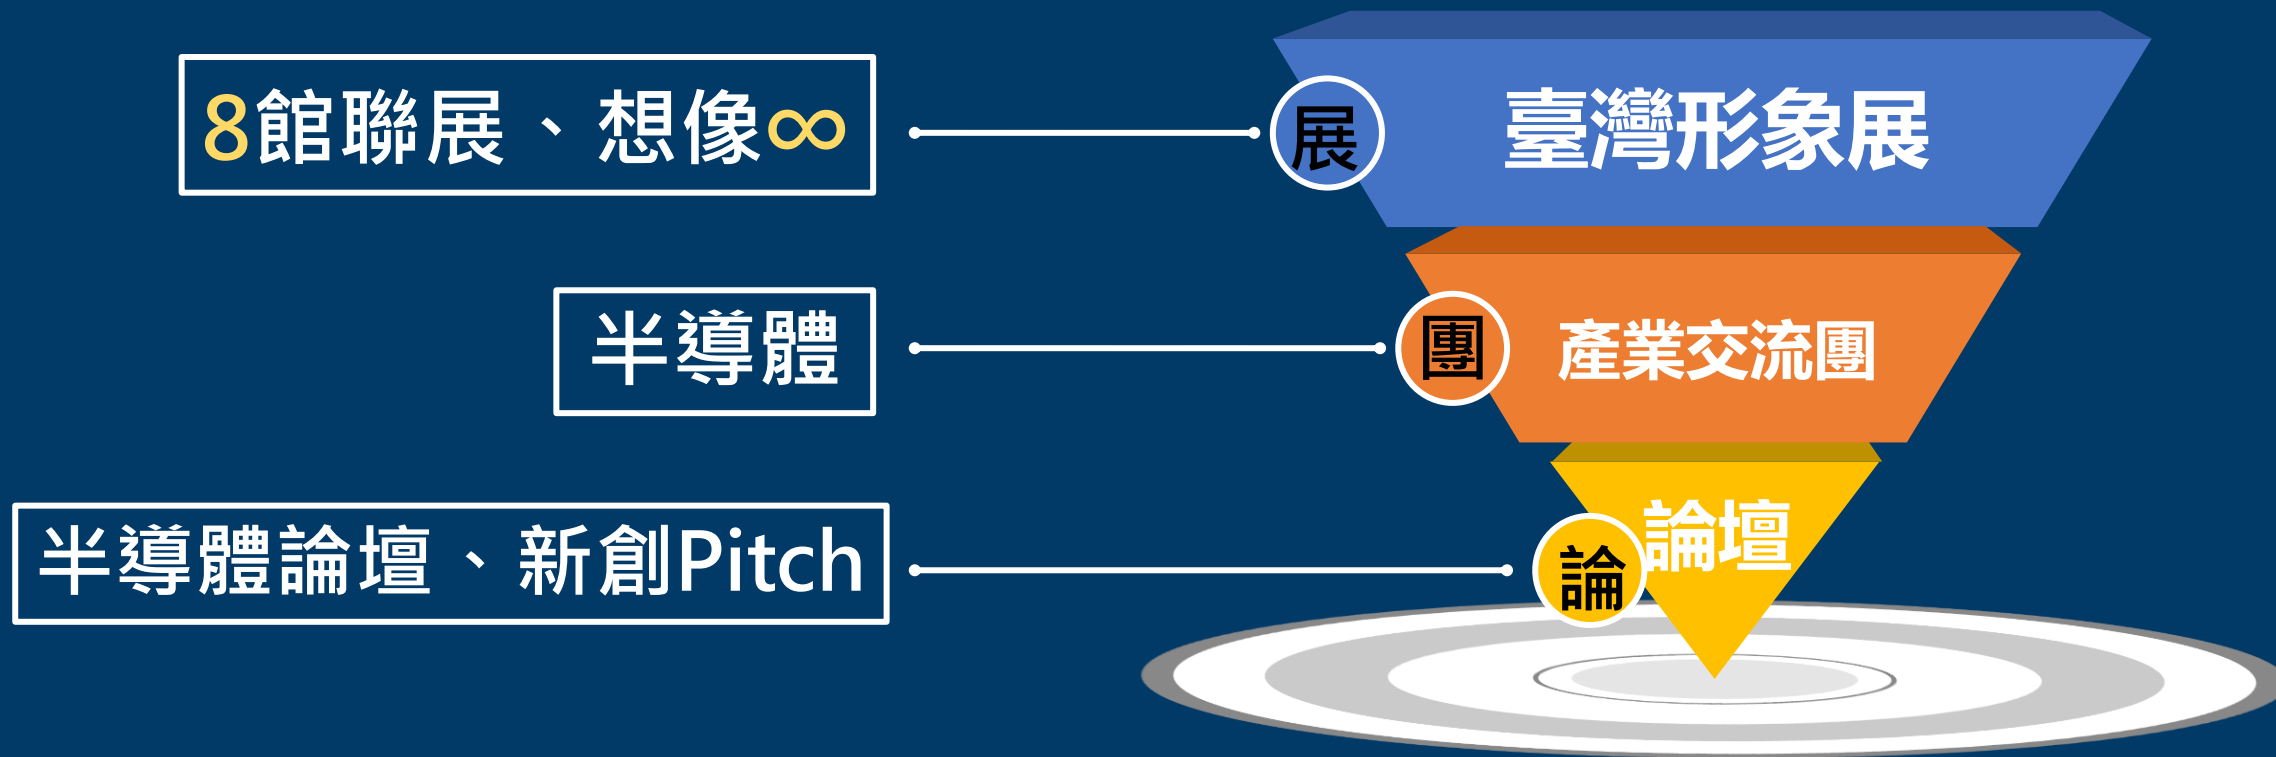 8館聯展、想像∞
展
臺灣形象展
半導體
團
產業交流團
半導體論壇、新創Pitch
論
論壇